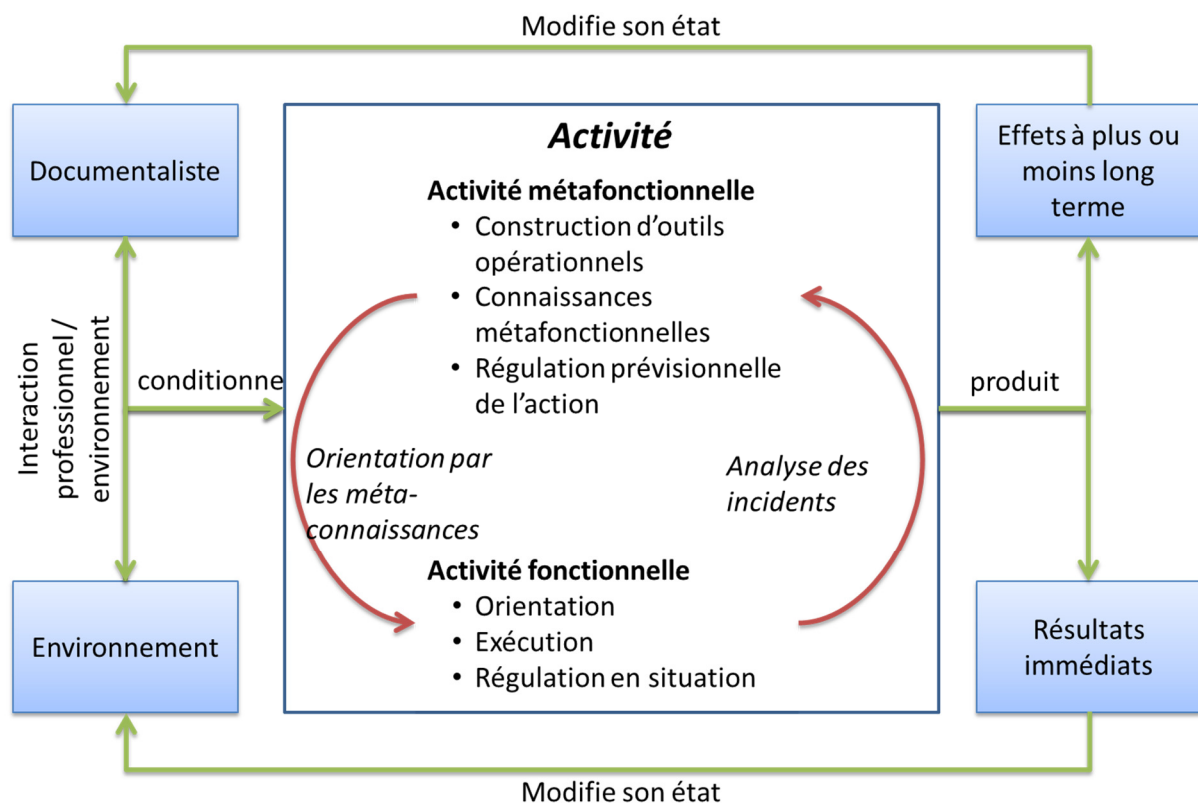 Modifie son état
Documentaliste
Activité
Effets à plus ou
moins long
terme
Activité métafonctionnelle
• Construction d’outils
opérationnels
• Connaissances
métafonctionnelles
• Régulation prévisionnelle
de l’action
Interaction
professionnel /
environnement
conditionne
produit
Orientation par
les méta-
connaissances
Analyse des
incidents
Activité fonctionnelle
• Orientation
• Exécution
• Régulation en situation
Environnement
Résultats
immédiats
Modifie son état